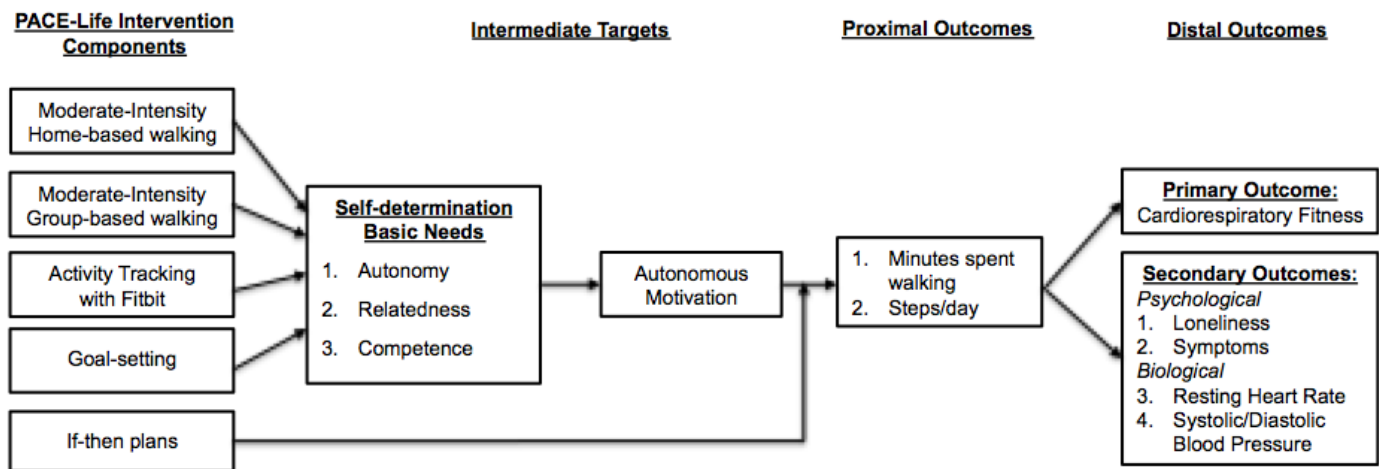 PACE-Life Intervention
Components
Intermediate Targets
Proximal Outcomes
Distal Outcomes
Moderate-Intensity
Home-based walking
Moderate-Intensity
Group-based walking
Activity Tracking
with Fitbit
Goal-setting
If-then plans
Self-determination
Basic Needs
1. Autonomy
2. Relatedness
3. Competence
Autonomous
Motivation
1. Minutes spent
walking
2. Steps/day
Primary Outcome:
Cardiorespiratory Fitness
Secondary Outcomes:
Psychological
1. Loneliness
2. Symptoms
Biological
3. Resting Heart Rate
4. Systolic/Diastolic
Blood Pressure